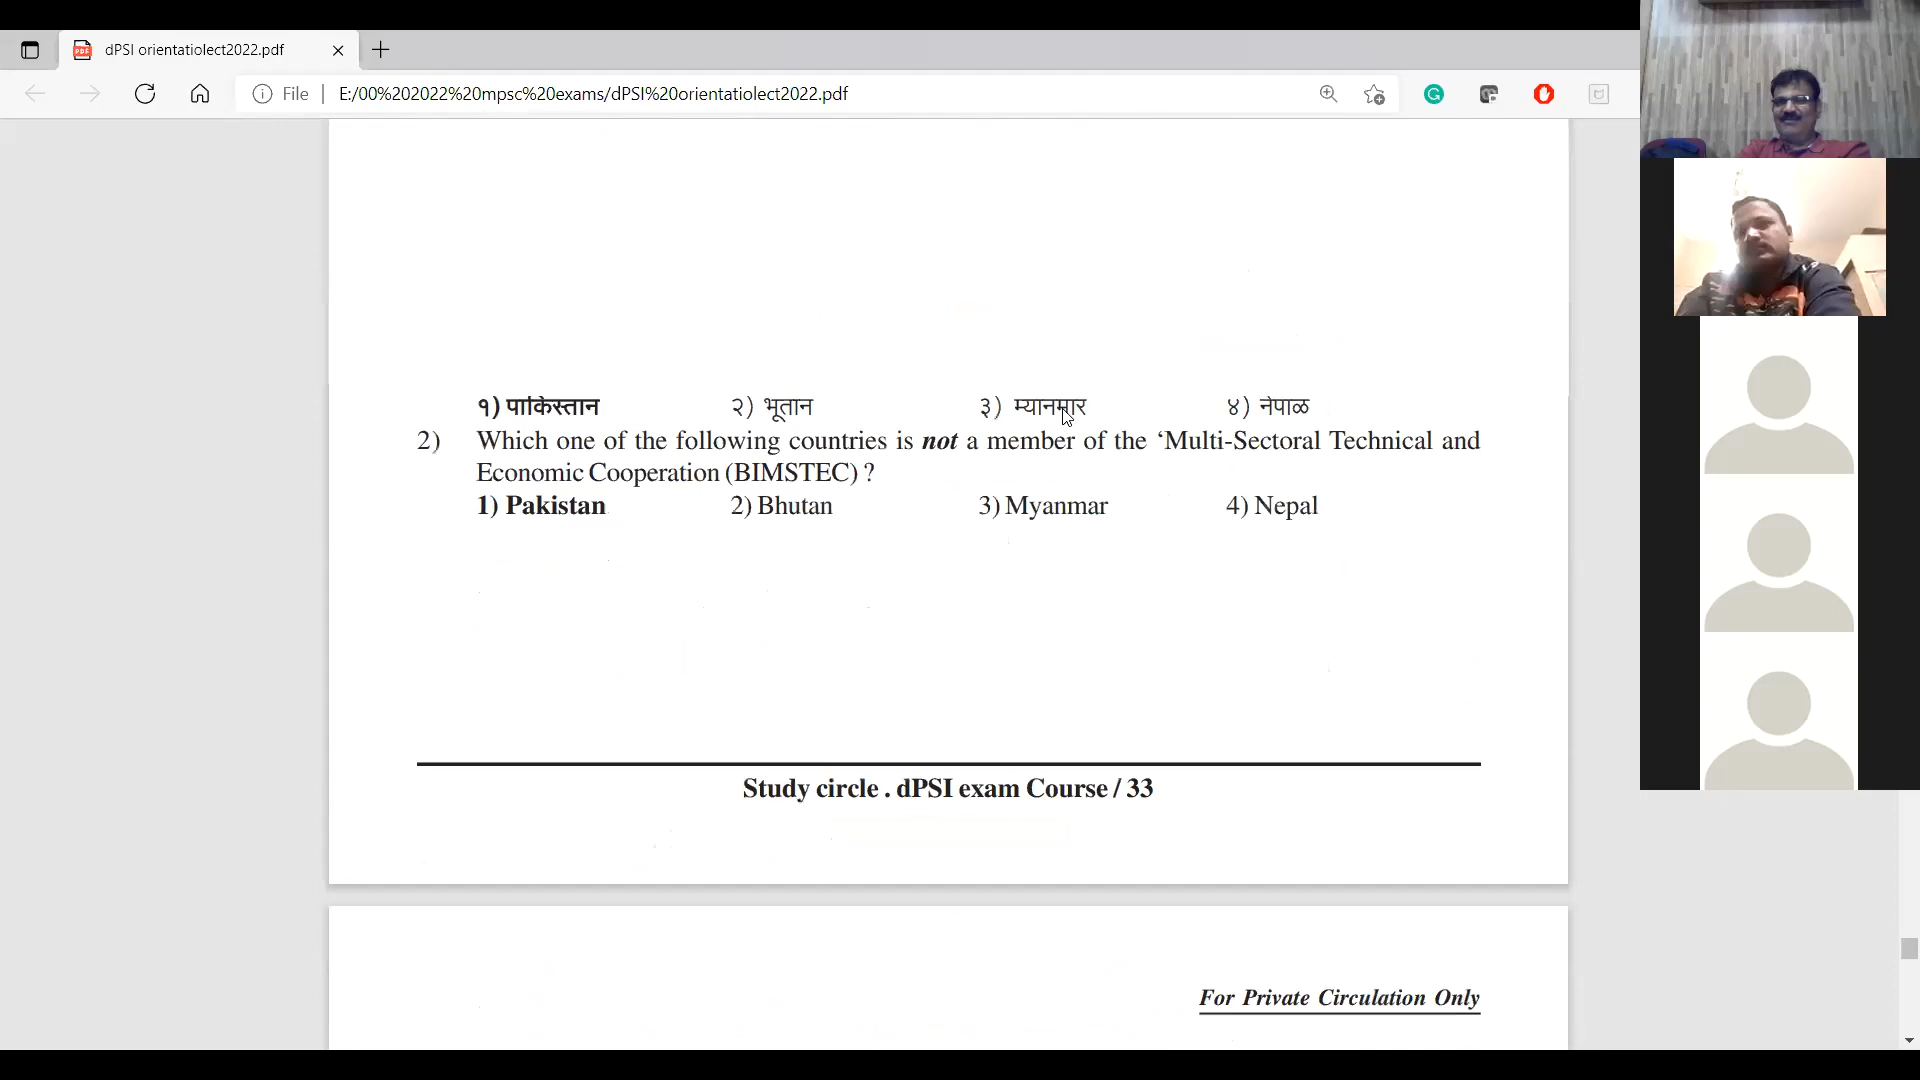 dPSI orientatiolect2022.pdf
File E:/00%202022%20mpsc%20exams/dPSI%20orientatiolect2022.pdf
१) पाकिस्तान २) भूतान ३) म्यानमार ४) नेपाळ
2) Which one of the following countries is not a member of the ‘Multi-Sectoral Technical and
Economic Cooperation (BIMSTEC) ?
1) Pakistan 2) Bhutan 3) Myanmar 4) Nepal
Study circle . dPSI exam Course / 33
For Private Circulation Only